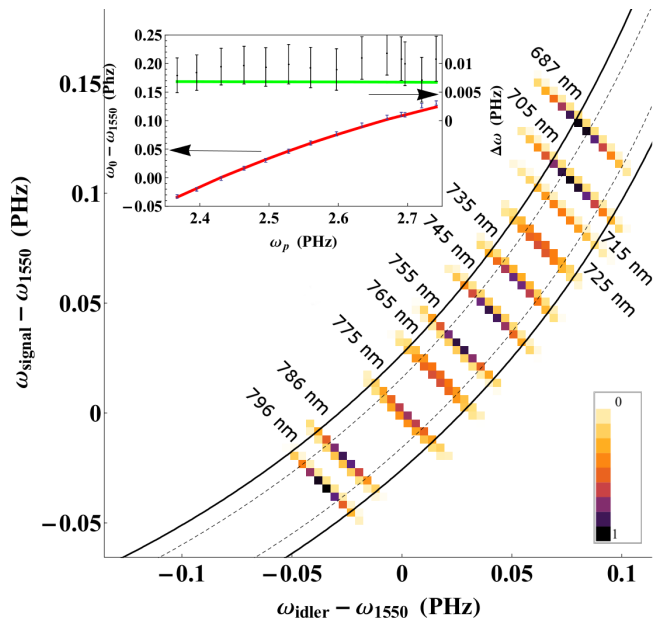 0.25
0.20
0.15
0.10
0.05
0.00
−0.05
ω₀ − ω₁₅₅₀ (Phz)
0.01
0.005
0
Δω (PHz)
2.4 2.5 2.6 2.7
ωₚ (PHz)
687 nm
705 nm
715 nm
725 nm
735 nm
745 nm
755 nm
765 nm
775 nm
786 nm
796 nm
0
1
0.15
0.1
0.05
0
−0.05
ω_signal − ω₁₅₅₀ (PHz)
−0.1 −0.05 0 0.05 0.1
ω_idler − ω₁₅₅₀ (PHz)